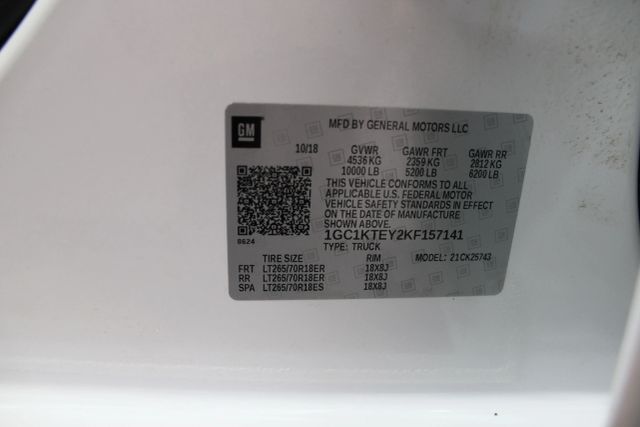 GM
MFD BY GENERAL MOTORS LLC
10/18 GVWR GAWR FRT GAWR RR
4536 KG 2359 KG 2812 KG
10000 LB 5200 LB 6200 LB
THIS VEHICLE CONFORMS TO ALL
APPLICABLE U.S. FEDERAL MOTOR
VEHICLE SAFETY STANDARDS IN EFFECT
ON THE DATE OF MANUFACTURE
SHOWN ABOVE.
1GC1KTEY2KF157141
8624
TYPE: TRUCK MODEL: 21CK25743
TIRE SIZE RIM
FRT LT265/70R18ER 18X8J
RR LT265/70R18ER 18X8J
SPA LT265/70R18ES 18X8J